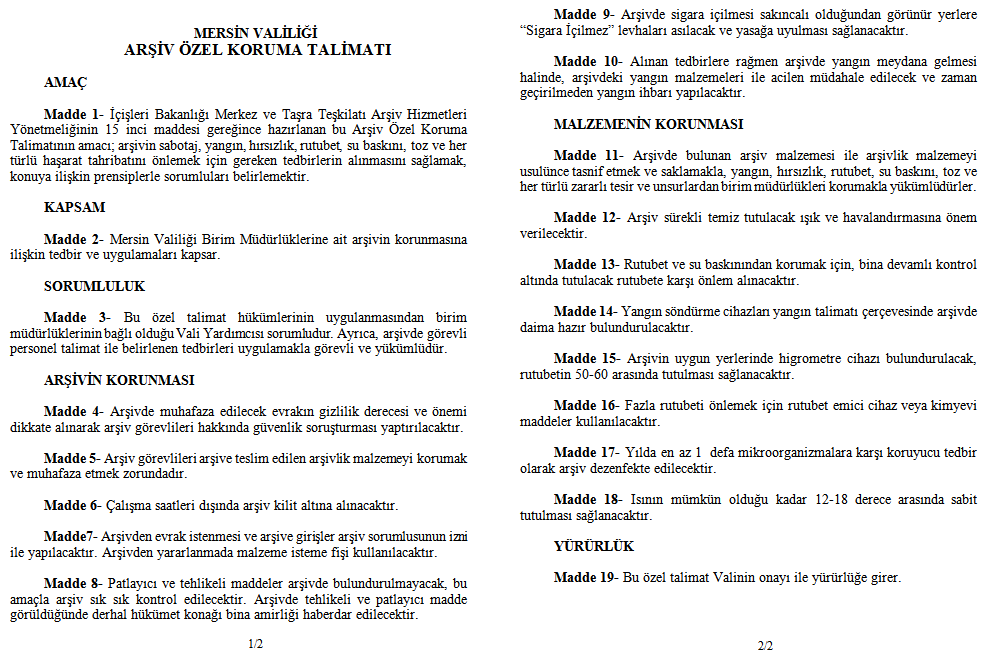 MERSİN VALİLİĞİ
ARŞİV ÖZEL KORUMA TALİMATI
AMAÇ
Madde 1- İçişleri Bakanlığı Merkez ve Taşra Teşkilatı Arşiv Hizmetleri
Yönetmeliğinin 15 inci maddesi gereğince hazırlanan bu Arşiv Özel Koruma
Talimatının amacı; arşivin sabotaj, yangın, hırsızlık, rutubet, su baskını, toz ve her
türlü haşarat tahribatını önlemek için gereken tedbirlerin alınmasını sağlamak,
konuya ilişkin prensiplerle sorumluları belirlemektir.
KAPSAM
Madde 2- Mersin Valiliği Birim Müdürlüklerine ait arşivin korunmasına
ilişkin tedbir ve uygulamaları kapsar.
SORUMLULUK
Madde 3- Bu özel talimat hükümlerinin uygulanmasından birim
müdürlüklerinin bağlı olduğu Vali Yardımcısı sorumludur. Ayrıca, arşivde görevli
personel talimat ile belirlenen tedbirleri uygulamakla görevli ve yükümlüdür.
ARŞİVİN KORUNMASI
Madde 4- Arşivde muhafaza edilecek evrakın gizlilik derecesi ve önemi
dikkate alınarak arşiv görevlileri hakkında güvenlik soruşturması yaptırılacaktır.
Madde 5- Arşiv görevlileri arşive teslim edilen arşivlik malzemeyi korumak
ve muhafaza etmek zorundadır.
Madde 6- Çalışma saatleri dışında arşiv kilit altına alınacaktır.
Madde7- Arşivden evrak istenmesi ve arşive girişler arşiv sorumlusunun izni
ile yapılacaktır. Arşivden yararlanmada malzeme isteme fişi kullanılacaktır.
Madde 8- Patlayıcı ve tehlikeli maddeler arşivde bulundurulmayacak, bu
amaçla arşiv sık sık kontrol edilecektir. Arşivde tehlikeli ve patlayıcı madde
görüldüğünde derhal hükümet konağı bina amirliği haberdar edilecektir.
1/2
Madde 9- Arşivde sigara içilmesi sakıncalı olduğundan görünür yerlere
“Sigara İçilmez” levhaları asılacak ve yasağa uyulması sağlanacaktır.
Madde 10- Alınan tedbirlere rağmen arşivde yangın meydana gelmesi
halinde, arşivdeki yangın malzemeleri ile acilen müdahale edilecek ve zaman
geçirilmeden yangın ihbarı yapılacaktır.
MALZEMENİN KORUNMASI
Madde 11- Arşivde bulunan arşiv malzemesi ile arşivlik malzemeyi
usulünce tasnif etmek ve saklamakla, yangın, hırsızlık, rutubet, su baskını, toz ve
her türlü zararlı tesir ve unsurlardan birim müdürlükleri korumakla yükümlüdürler.
Madde 12- Arşiv sürekli temiz tutulacak ışık ve havalandırmasına önem
verilecektir.
Madde 13- Rutubet ve su baskınından korumak için, bina devamlı kontrol
altında tutulacak rutubete karşı önlem alınacaktır.
Madde 14- Yangın söndürme cihazları yangın talimatı çerçevesinde arşivde
daima hazır bulundurulacaktır.
Madde 15- Arşivin uygun yerlerinde higrometre cihazı bulundurulacak,
rutubetin 50-60 arasında tutulması sağlanacaktır.
Madde 16- Fazla rutubeti önlemek için rutubet emici cihaz veya kimyevi
maddeler kullanılacaktır.
Madde 17- Yılda en az 1 defa mikroorganizmalara karşı koruyucu tedbir
olarak arşiv dezenfekte edilecektir.
Madde 18- Isının mümkün olduğu kadar 12-18 derece arasında sabit
tutulması sağlanacaktır.
YÜRÜRLÜK
Madde 19- Bu özel talimat Valinin onayı ile yürürlüğe girer.
2/2